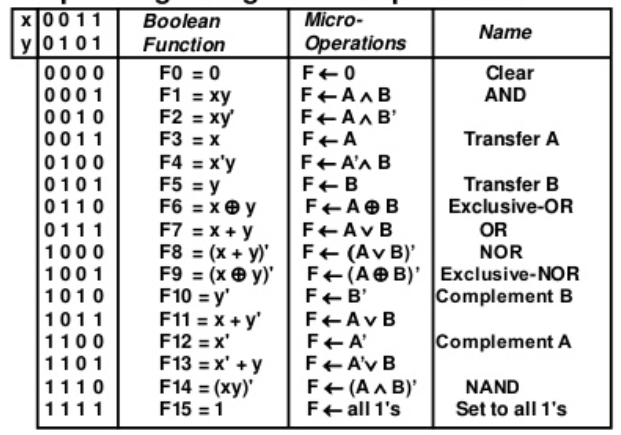 x 0 0 1 1 Boolean Micro- Name
y 0 1 0 1 Function Operations
0 0 0 0 F0 = 0 F ← 0 Clear
0 0 0 1 F1 = xy F ← A ∧ B AND
0 0 1 0 F2 = xy' F ← A ∧ B'
0 0 1 1 F3 = x F ← A Transfer A
0 1 0 0 F4 = x'y F ← A'∧ B
0 1 0 1 F5 = y F ← B Transfer B
0 1 1 0 F6 = x ⊕ y F ← A ⊕ B Exclusive-OR
0 1 1 1 F7 = x + y F ← A ∨ B OR
1 0 0 0 F8 = (x + y)' F ← (A ∨ B)' NOR
1 0 0 1 F9 = (x ⊕ y)' F ← (A ⊕ B)' Exclusive-NOR
1 0 1 0 F10 = y' F ← B' Complement B
1 0 1 1 F11 = x + y' F ← A ∨ B
1 1 0 0 F12 = x' F ← A' Complement A
1 1 0 1 F13 = x' + y F ← A'∨ B
1 1 1 0 F14 = (xy)' F ← (A ∧ B)' NAND
1 1 1 1 F15 = 1 F ← all 1's Set to all 1's